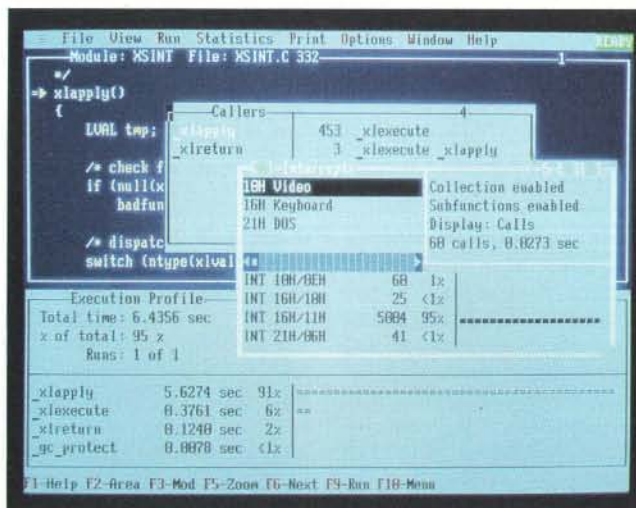 ≡ File View Run Statistics Print Options Window Help READY
Module: XSINT File: XSINT.C 332 1
*/
xlapply()
{
LVAL tmp;
/* check f
if (null(x
badfun
/* dispatc
switch (ntype(xlval
Callers 4
_xlapply 453 _xlexecute
_xlreturn 3 _xlexecute _xlapply
10H Video
16H Keyboard
21H DOS
Collection enabled
Subfunctions enabled
Display: Calls
60 calls, 0.0273 sec
INT 10H/0EH 60 1%
INT 16H/10H 25 <1%
INT 16H/11H 5004 95%
INT 21H/06H 41 <1%
Execution Profile
Total time: 6.4356 sec
% of total: 95 %
Runs: 1 of 1
_xlapply 5.6274 sec 91%
_xlexecute 0.3761 sec 6%
_xlreturn 0.1240 sec 2%
_gc_protect 0.0078 sec <1%
F1-Help F2-Area F3-Mod F5-Zoom F6-Next F9-Run F10-Menu